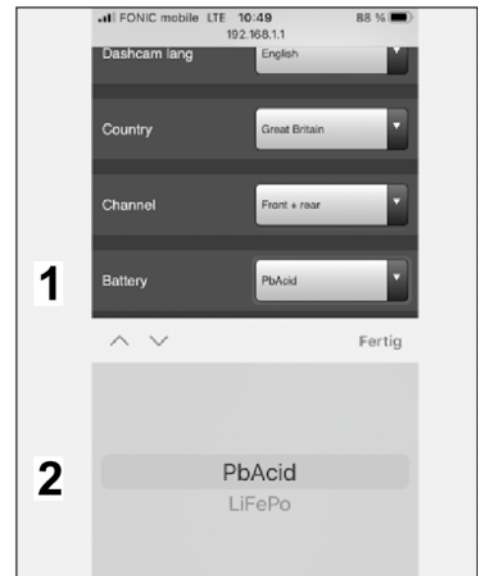 FONIC mobile LTE 10:49 88 %
192.168.1.1
Dashcam lang English
Country Great Britain
Channel Front + rear
1 Battery PbAcid
Fertig
2 PbAcid
LiFePo